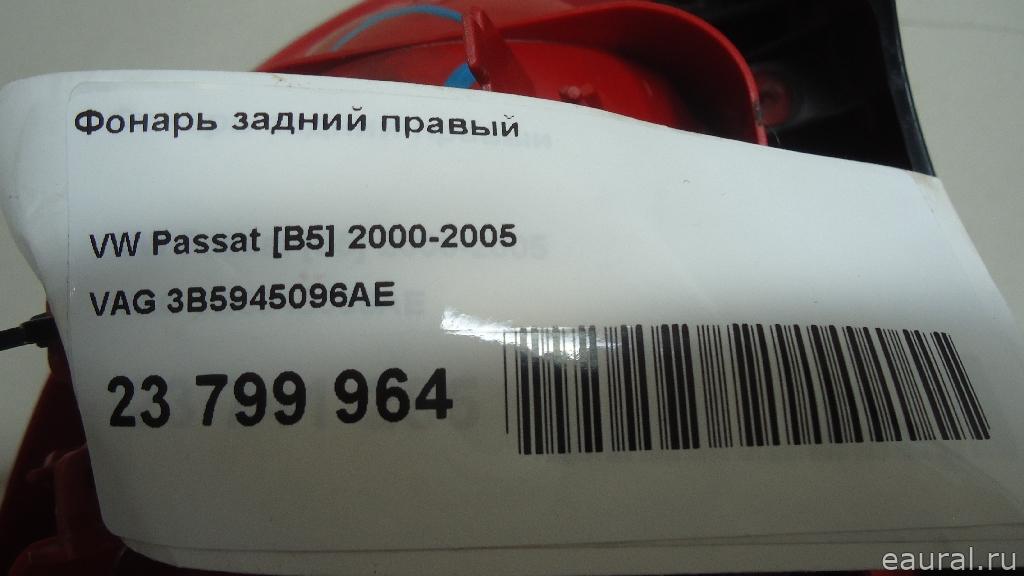 Фонарь задний правый
VW Passat [B5] 2000-2005
VAG 3B5945096AE
23 799 964
eaural.ru